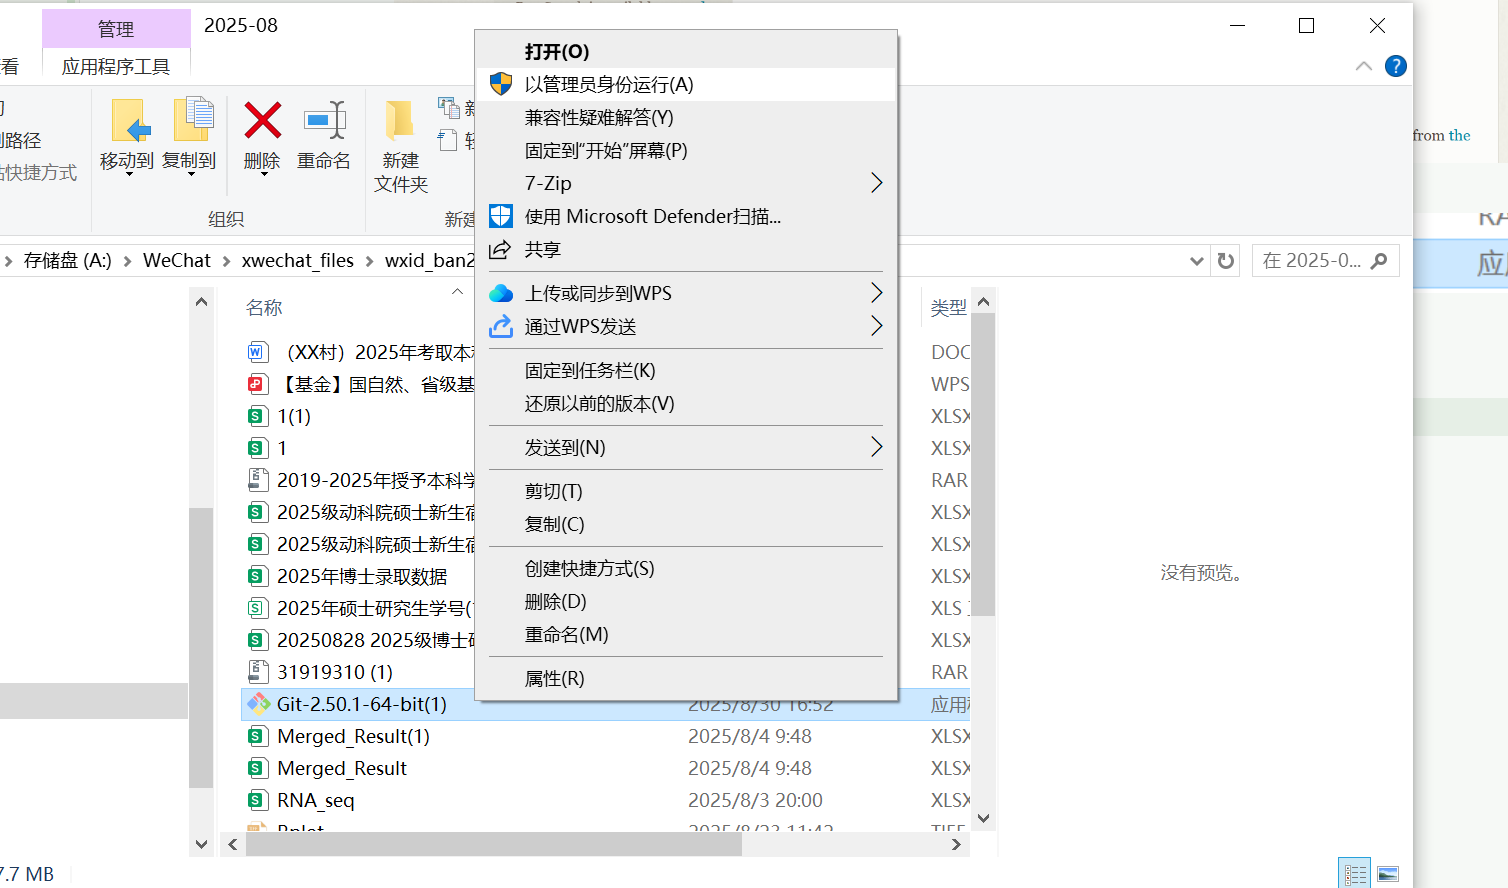 管理
2025-08
看
应用程序工具
路径
快捷方式
移动到
复制到
删除
重命名
新建
文件夹
组织
新建
from the
存储盘 (A:)
WeChat
xwechat_files
wxid_ban2
在 2025-0...
名称
类型
（XX村）2025年考取本
DOC
【基金】国自然、省级基
WPS
1(1)
XLSX
1
XLSX
2019-2025年授予本科学
RAR
2025级动科院硕士新生宿
XLSX
2025级动科院硕士新生宿
XLSX
2025年博士录取数据
XLSX
2025年硕士研究生学号(
XLS
20250828 2025级博士研
XLSX
31919310 (1)
RAR
Git-2.50.1-64-bit(1)
2025/8/30 16:52
应用
Merged_Result(1)
2025/8/4 9:48
XLSX
Merged_Result
2025/8/4 9:48
XLSX
RNA_seq
2025/8/3 20:00
XLSX
Rplot
2025/8/23 11:42
TIFF
7.7 MB
没有预览。
RA
应
打开(O)
以管理员身份运行(A)
兼容性疑难解答(Y)
固定到“开始”屏幕(P)
7-Zip
使用 Microsoft Defender扫描...
共享
上传或同步到WPS
通过WPS发送
固定到任务栏(K)
还原以前的版本(V)
发送到(N)
剪切(T)
复制(C)
创建快捷方式(S)
删除(D)
重命名(M)
属性(R)